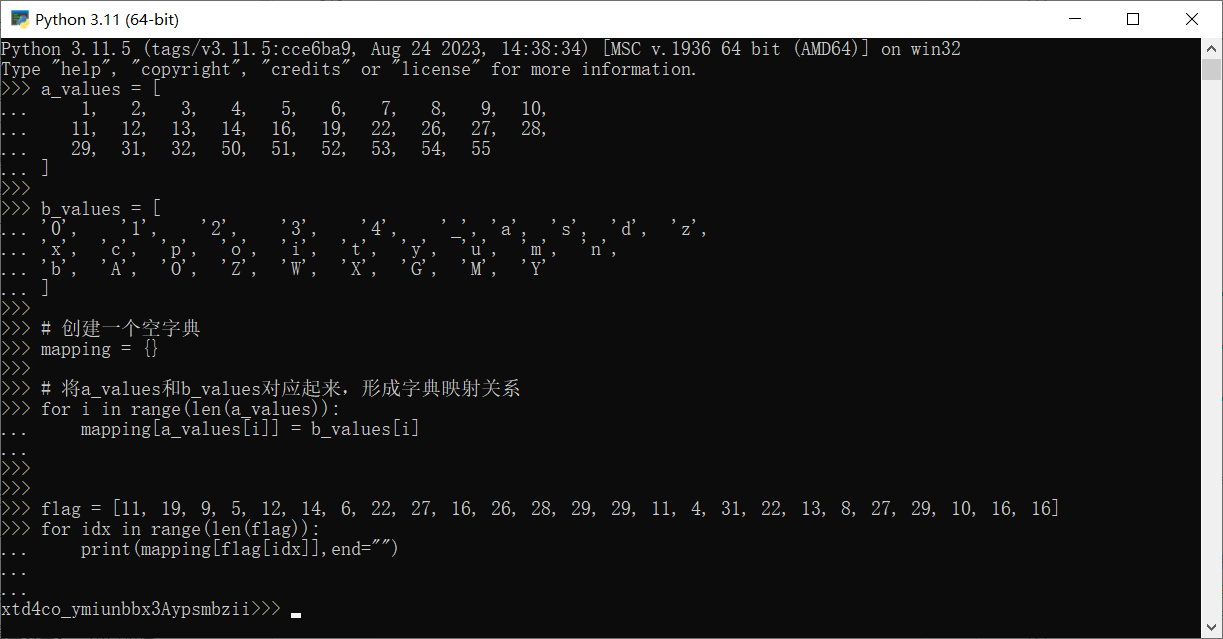 Python 3.11 (64-bit)
Python 3.11.5 (tags/v3.11.5:cce6ba9, Aug 24 2023, 14:38:34) [MSC v.1936 64 bit (AMD64)] on win32
Type "help", "copyright", "credits" or "license" for more information.
>>> a_values = [
...      1,   2,   3,   4,   5,   6,   7,   8,   9,  10,
...     11,  12,  13,  14,  16,  19,  22,  26,  27,  28,
...     29,  31,  32,  50,  51,  52,  53,  54,  55
... ]
>>>
>>> b_values = [
... '0',    '1',    '2',    '3',    '4',    '_', 'a', 's', 'd',  'z',
... 'x',  'c',  'p',  'o',  'i',  't',  'y',  'u',  'm',  'n',
... 'b',  'A',  'O',  'Z',  'W',  'X',  'G',  'M',  'Y'
... ]
>>>
>>> # 创建一个空字典
>>> mapping = {}
>>>
>>> # 将a_values和b_values对应起来，形成字典映射关系
>>> for i in range(len(a_values)):
...     mapping[a_values[i]] = b_values[i]
...
>>>
>>>
>>> flag = [11, 19, 9, 5, 12, 14, 6, 22, 27, 16, 26, 28, 29, 29, 11, 4, 31, 22, 13, 8, 27, 29, 10, 16, 16]
>>> for idx in range(len(flag)):
...     print(mapping[flag[idx]],end="")
...
...
xtd4co_ymiunbbx3Aypsmbzii>>>